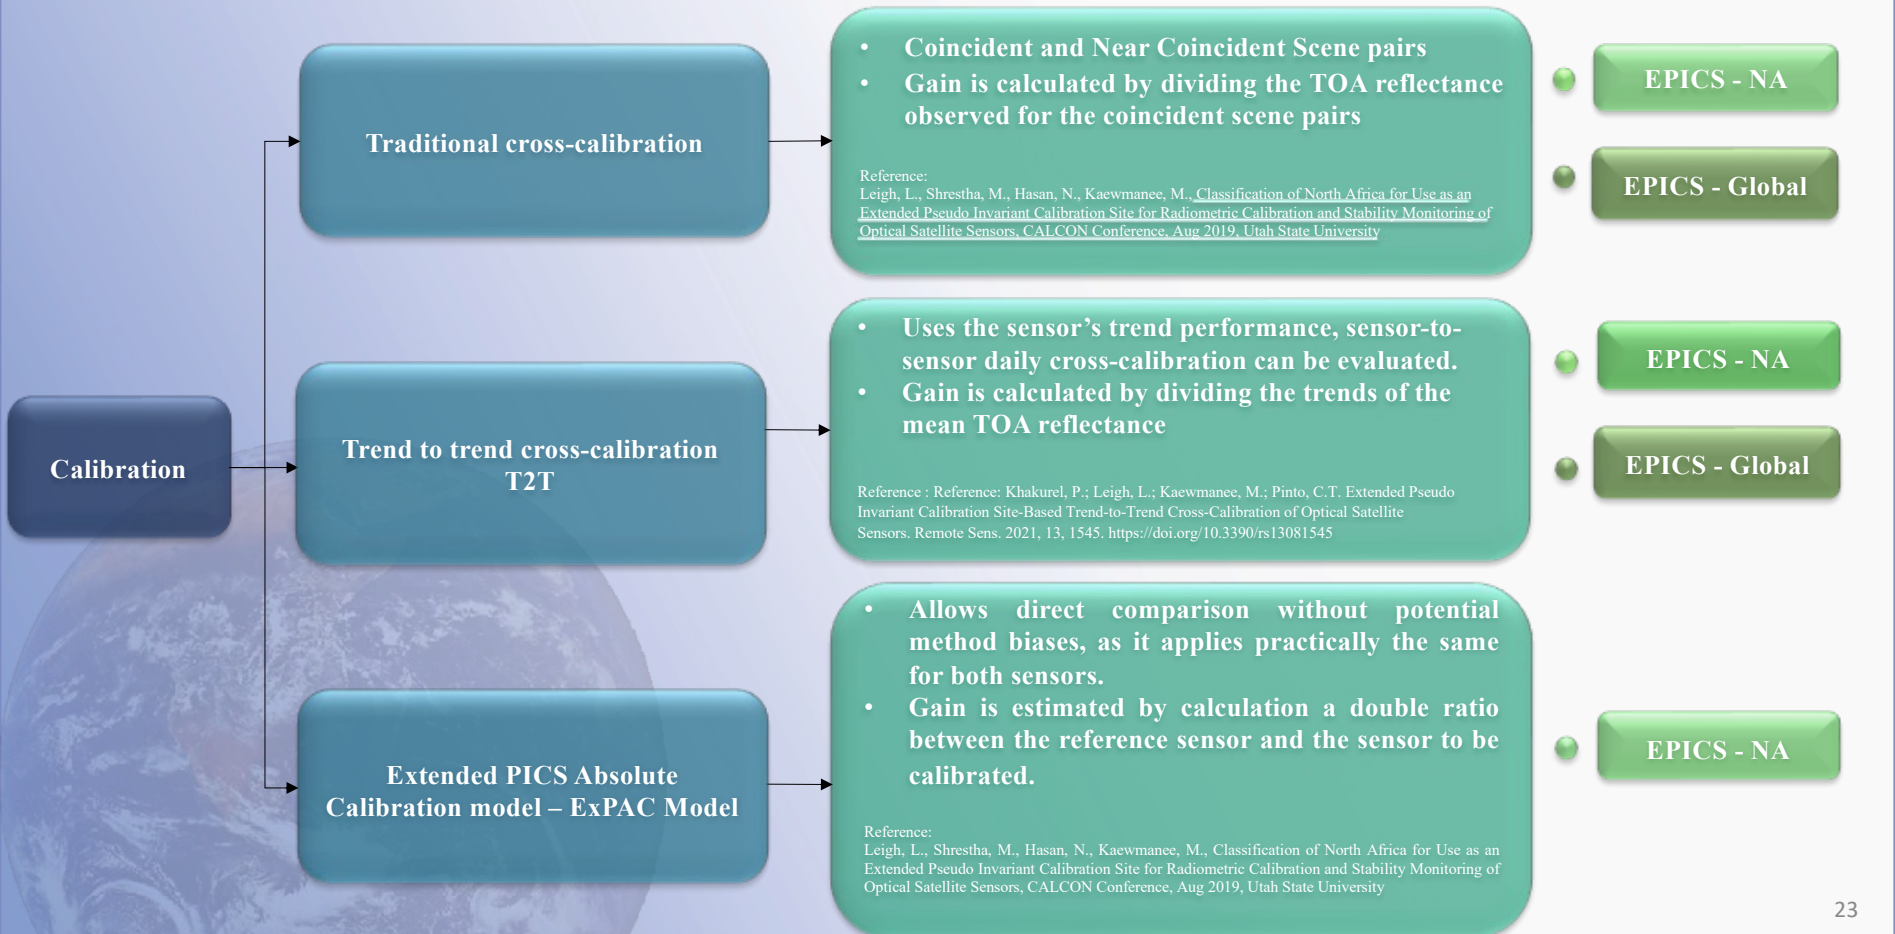 Calibration
Traditional cross-calibration
• Coincident and Near Coincident Scene pairs
• Gain is calculated by dividing the TOA reflectance
observed for the coincident scene pairs
Reference:
Leigh, L., Shrestha, M., Hasan, N., Kaewmanee, M., Classification of North Africa for Use as an
Extended Pseudo Invariant Calibration Site for Radiometric Calibration and Stability Monitoring of
Optical Satellite Sensors, CALCON Conference, Aug 2019, Utah State University
EPICS - NA
EPICS - Global
Trend to trend cross-calibration
T2T
• Uses the sensor’s trend performance, sensor-to-
sensor daily cross-calibration can be evaluated.
• Gain is calculated by dividing the trends of the
mean TOA reflectance
Reference : Reference: Khakurel, P.; Leigh, L.; Kaewmanee, M.; Pinto, C.T. Extended Pseudo
Invariant Calibration Site-Based Trend-to-Trend Cross-Calibration of Optical Satellite
Sensors. Remote Sens. 2021, 13, 1545. https://doi.org/10.3390/rs13081545
EPICS - NA
EPICS - Global
Extended PICS Absolute
Calibration model – ExPAC Model
• Allows direct comparison without potential
method biases, as it applies practically the same
for both sensors.
• Gain is estimated by calculation a double ratio
between the reference sensor and the sensor to be
calibrated.
Reference:
Leigh, L., Shrestha, M., Hasan, N., Kaewmanee, M., Classification of North Africa for Use as an
Extended Pseudo Invariant Calibration Site for Radiometric Calibration and Stability Monitoring of
Optical Satellite Sensors, CALCON Conference, Aug 2019, Utah State University
EPICS - NA
23